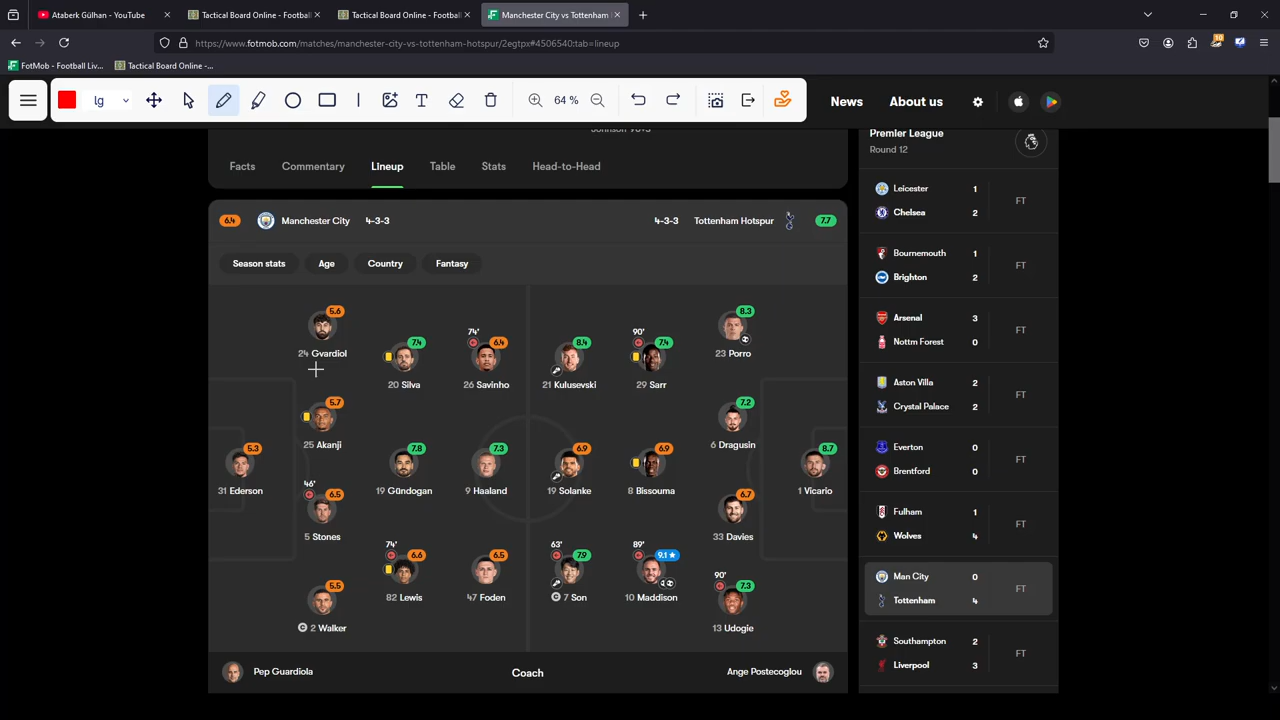 Ataberk Gülhan - YouTube
Tactical Board Online - Footbal
Tactical Board Online - Footbal
Manchester City vs Tottenham
https://www.fotmob.com/matches/manchester-city-vs-tottenham-hotspur/2egtpx#4506540:tab=lineup
10
FotMob - Football Liv...
Tactical Board Online -...
lg
64 %
News
About us
Facts
Commentary
Lineup
Table
Stats
Head-to-Head
6.4
Manchester City
4-3-3
4-3-3
Tottenham Hotspur
7.7
Season stats
Age
Country
Fantasy
5.6
24 Gvardiol
7.4
20 Silva
74'
6.4
26 Savinho
8.4
21 Kulusevski
90'
7.4
29 Sarr
8.3
23 Porro
5.7
25 Akanji
7.2
6 Dragusin
5.3
31 Ederson
7.8
19 Gündogan
7.3
9 Haaland
6.9
19 Solanke
6.9
8 Bissouma
8.7
1 Vicario
46'
6.5
5 Stones
6.7
33 Davies
74'
6.6
82 Lewis
6.5
47 Foden
63'
7.9
C 7 Son
89'
9.1
10 Maddison
5.5
C 2 Walker
90'
7.3
13 Udogie
Pep Guardiola
Coach
Ange Postecoglou
Premier League
Round 12
Leicester 1
Chelsea 2
FT
Bournemouth 1
Brighton 2
FT
Arsenal 3
Nottm Forest 0
FT
Aston Villa 2
Crystal Palace 2
FT
Everton 0
Brentford 0
FT
Fulham 1
Wolves 4
FT
Man City 0
Tottenham 4
FT
Southampton 2
Liverpool 3
FT